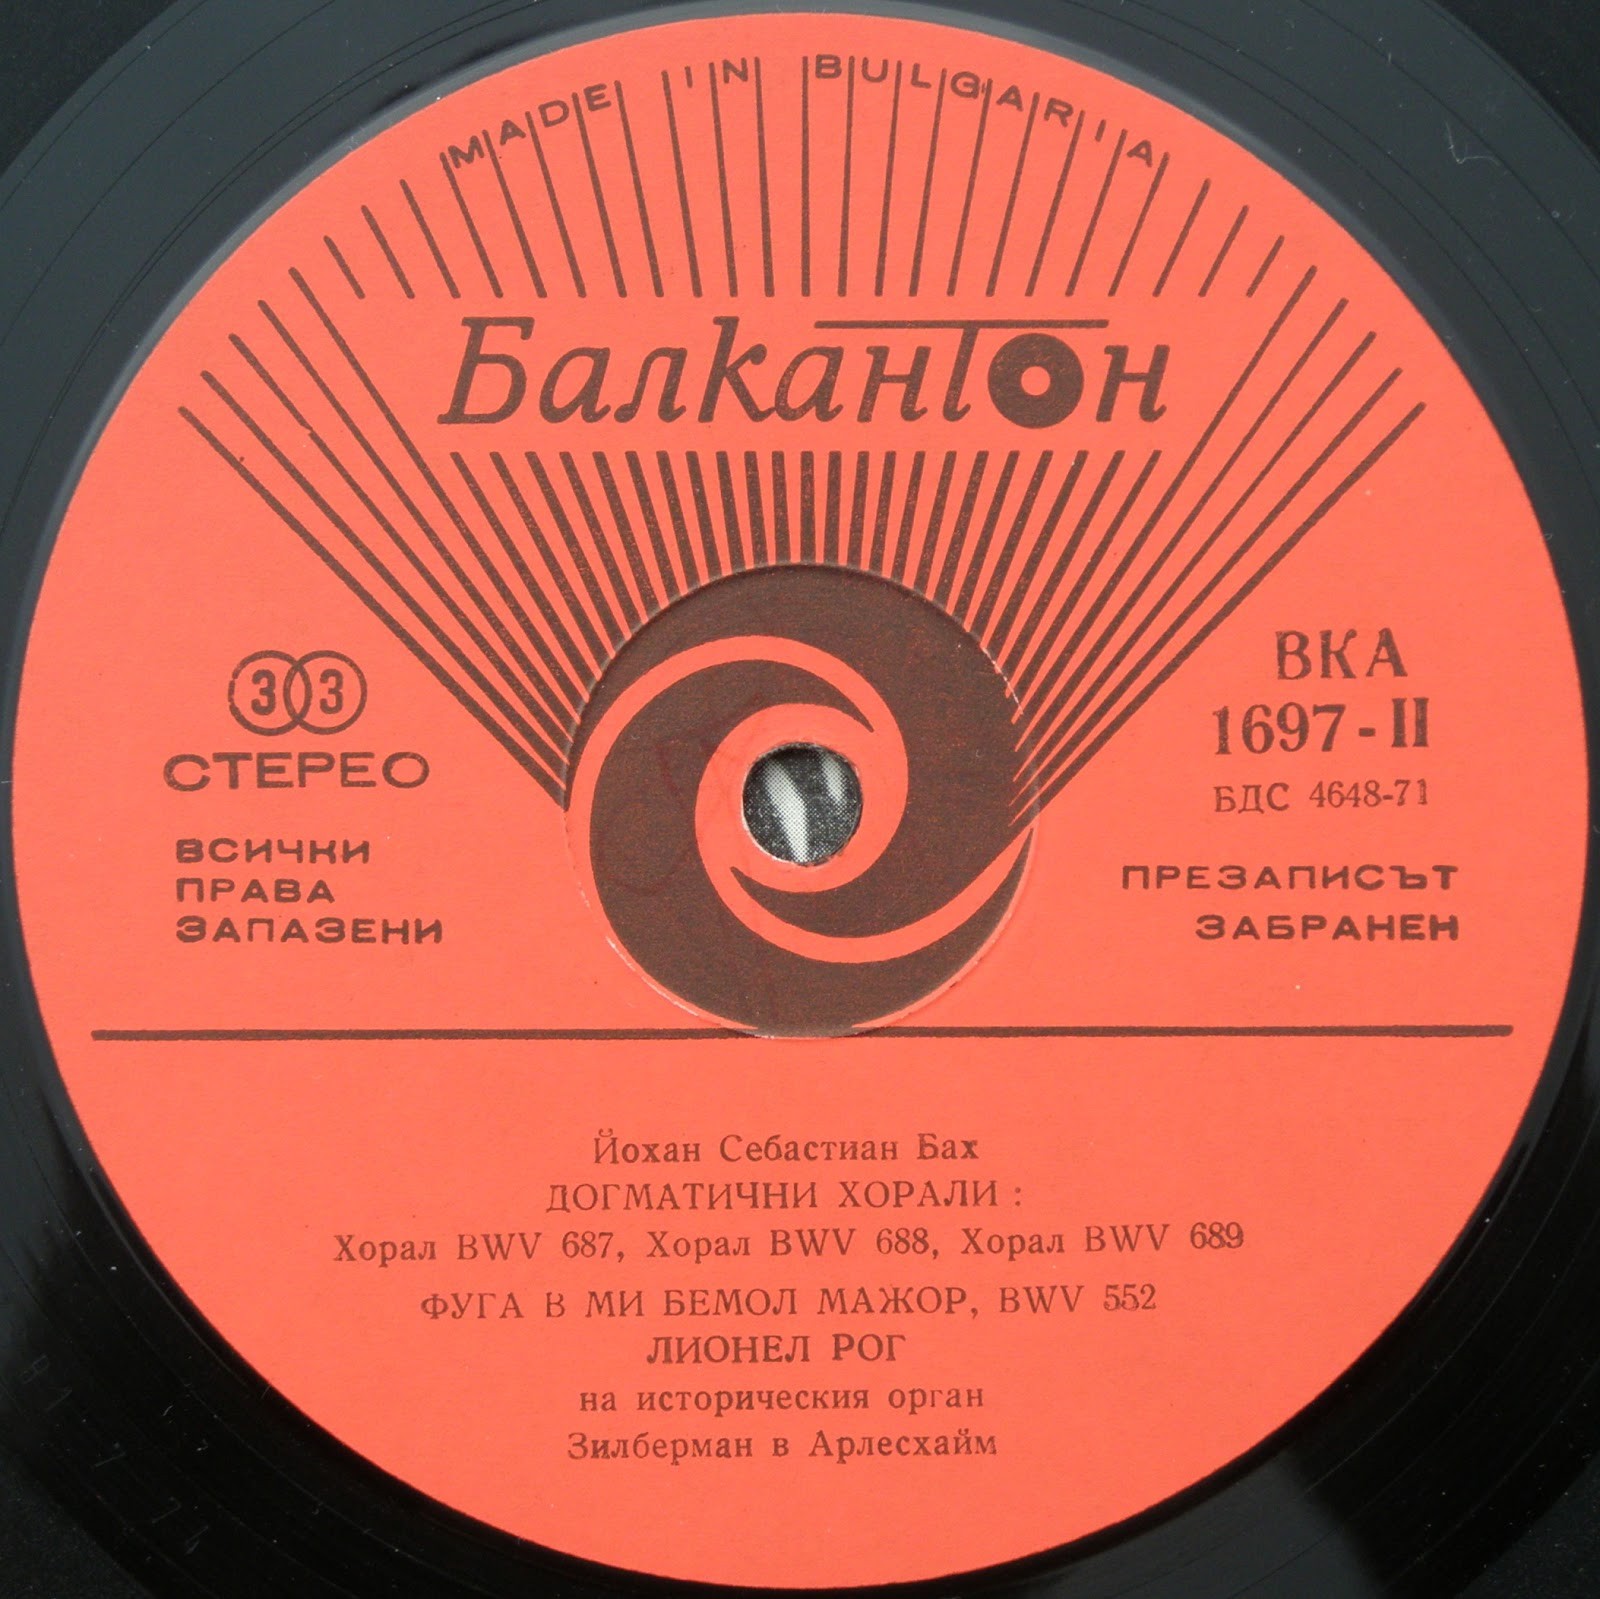 MADE IN BULGARIA
Балкантон
33
СТЕРЕО
ВСИЧКИ
ПРАВА
ЗАПАЗЕНИ
ВКА
1697-II
БДС 4648-71
ПРЕЗАПИСЪТ
ЗАБРАНЕН
Йохан Себастиан Бах
ДОГМАТИЧНИ ХОРАЛИ :
Хорал BWV 687, Хорал BWV 688, Хорал BWV 689
ФУГА В МИ БЕМОЛ МАЖОР, BWV 552
ЛИОНЕЛ РОГ
на историческия орган
Зилберман в Арлесхайм